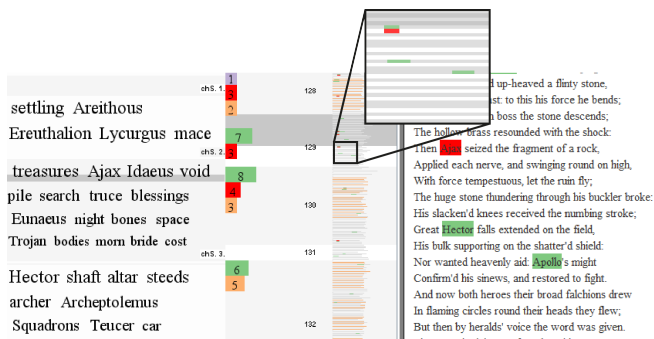 1
chS. 1.
3
128
settling Areithous
2
Ereuthalion Lycurgus mace
7
chS. 2.
3
129
treasures Ajax Idaeus void
8
pile search truce blessings
4
Eunaeus night bones space
3
130
Trojan bodies morn bride cost
chS. 3.
131
Hector shaft altar steeds
6
archer Archeptolemus
5
Squadrons Teucer car
132
up-heaved a flinty stone,
to this his force he bends;
boss the stone descends;
The hollow brass resounded with the shock:
Then Ajax seized the fragment of a rock,
Applied each nerve, and swinging round on high,
With force tempestuous, let the ruin fly;
The huge stone thundering through his buckler broke:
His slacken'd knees received the numbing stroke;
Great Hector falls extended on the field,
His bulk supporting on the shatter'd shield:
Nor wanted heavenly aid: Apollo's might
Confirm'd his sinews, and restored to fight.
And now both heroes their broad falchions drew
In flaming circles round their heads they flew;
But then by heralds' voice the word was given.